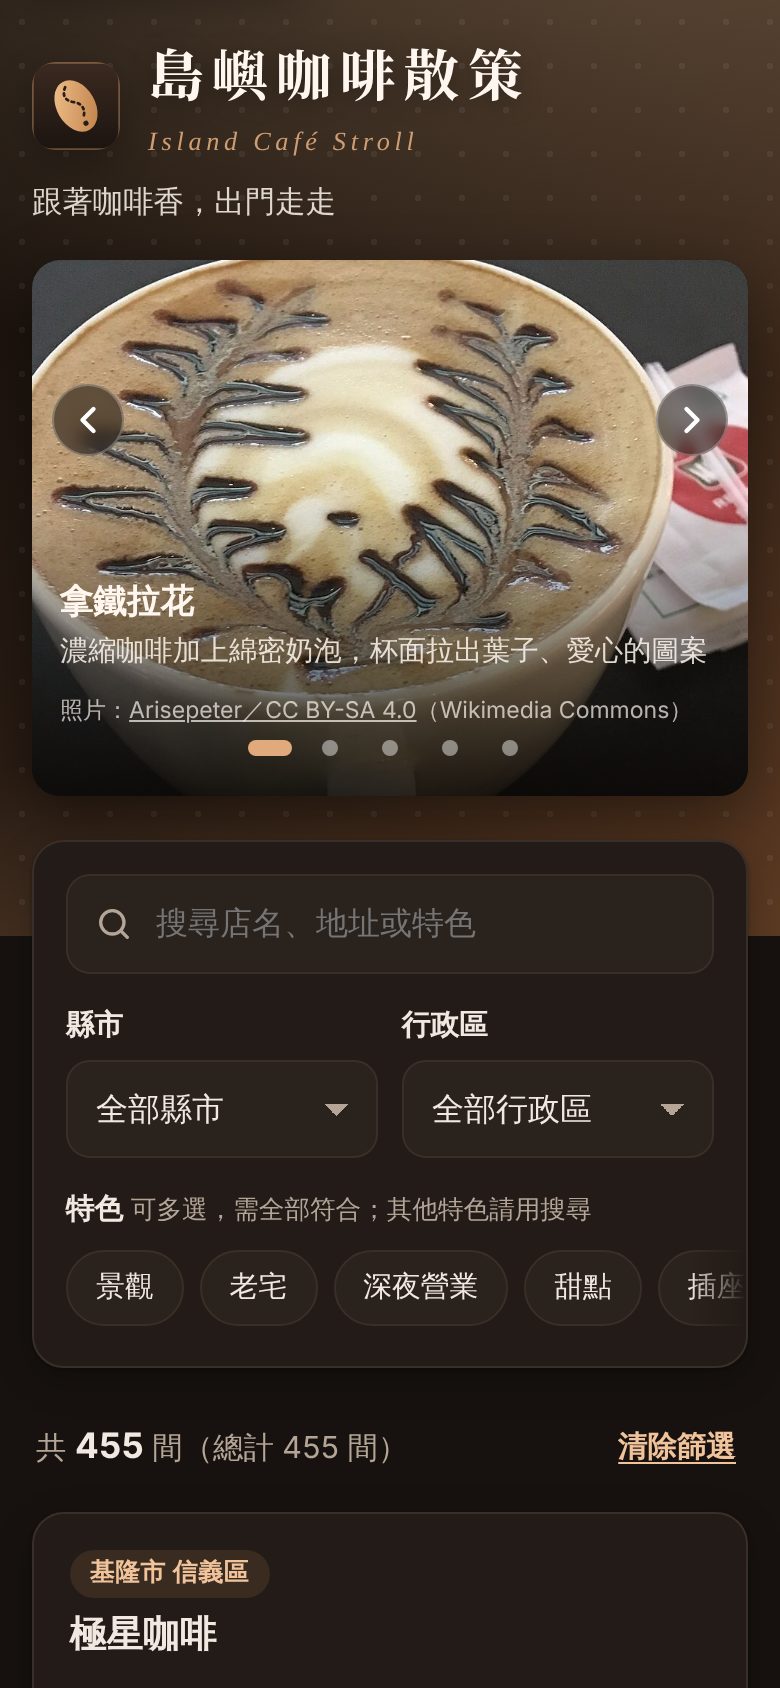 島嶼咖啡散策
Island Café Stroll
跟著咖啡香，出門走走
拿鐵拉花
濃縮咖啡加上綿密奶泡，杯面拉出葉子、愛心的圖案
照片：Arisepeter／CC BY-SA 4.0（Wikimedia Commons）
搜尋店名、地址或特色
縣市 行政區
全部縣市 全部行政區
特色 可多選，需全部符合；其他特色請用搜尋
景觀 老宅 深夜營業 甜點 插座
共 455 間（總計 455 間） 清除篩選
基隆市 信義區
極星咖啡